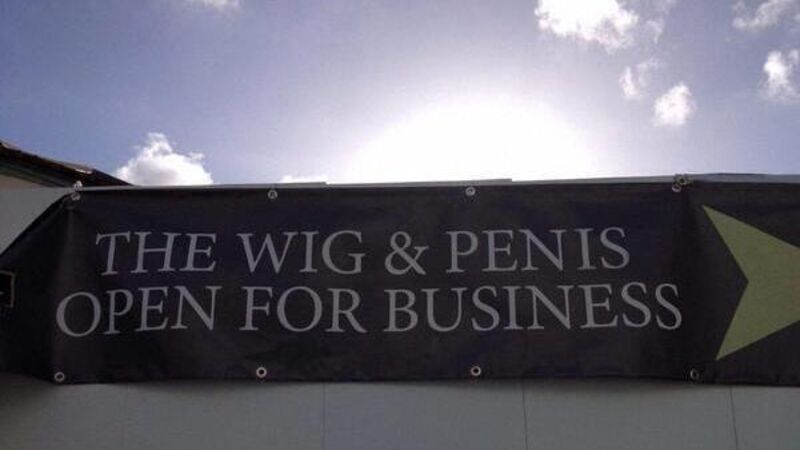 THE WIG & PENIS
OPEN FOR BUSINESS